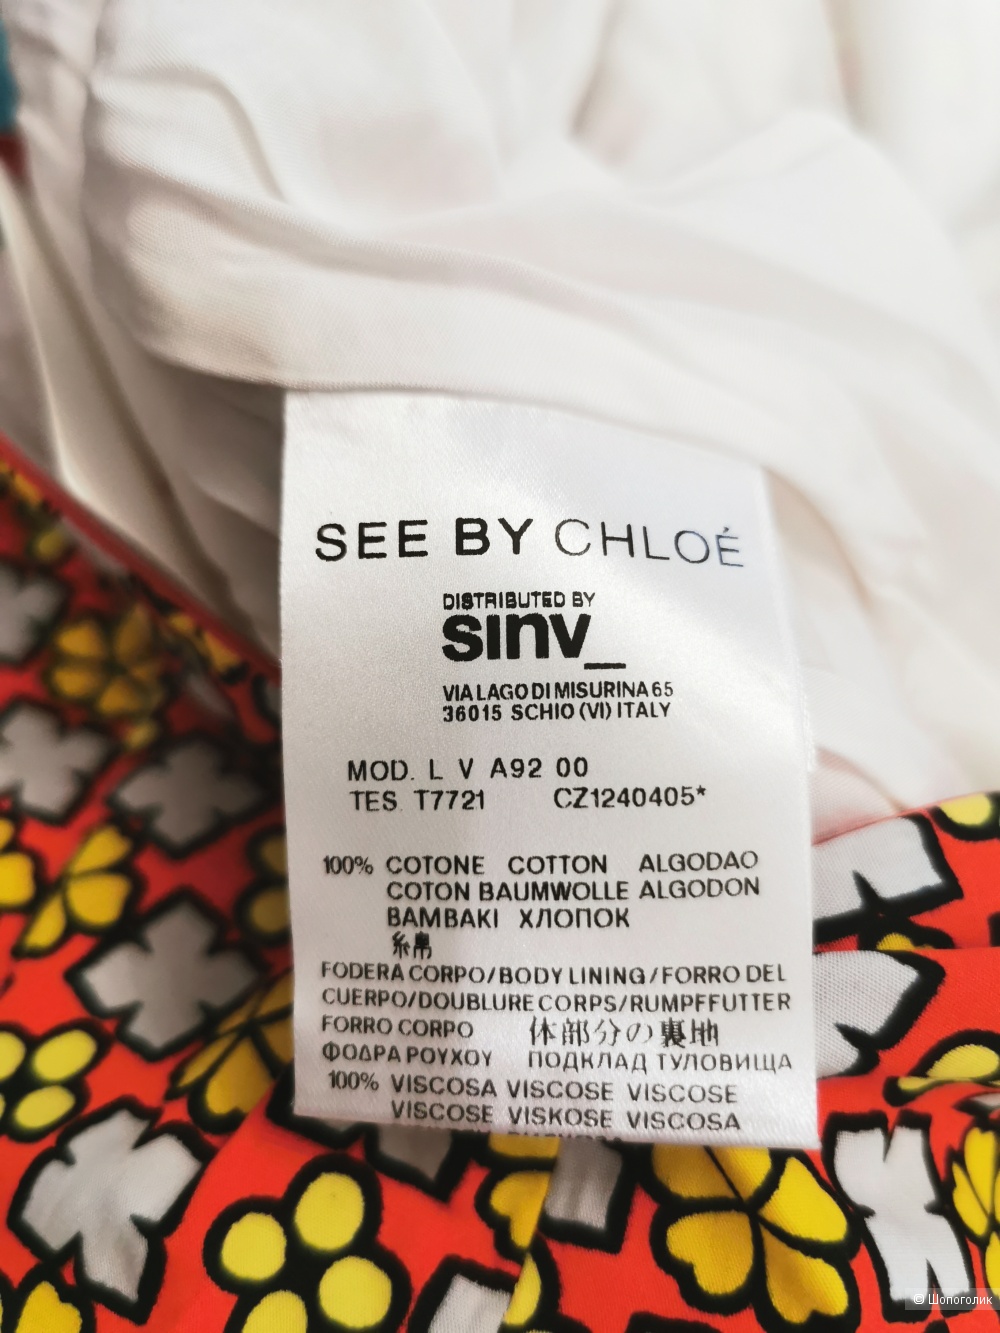 SEE BY CHLOÉ
DISTRIBUTED BY
sinv_
VIA LAGO DI MISURINA 65
36015 SCHIO (VI) ITALY
MOD. L V A92 00
TES. T7721 CZ1240405*
100% COTONE COTTON ALGODAO
COTON BAUMWOLLE ALGODON
BAMBAKI ХЛОПОК
糸帛
FODERA CORPO/BODY LINING/FORRO DEL
CUERPO/DOUBLURE CORPS/RUMPFFUTTER
FORRO CORPO 体部分の裏地
ΦΟΔΡΑ ΡΟΥΧΟΥ ПОДКЛАД ТУЛОВИЩА
100% VISCOSA VISCOSE VISCOSE
VISCOSE VISKOSE VISCOSA
© Шопоголик